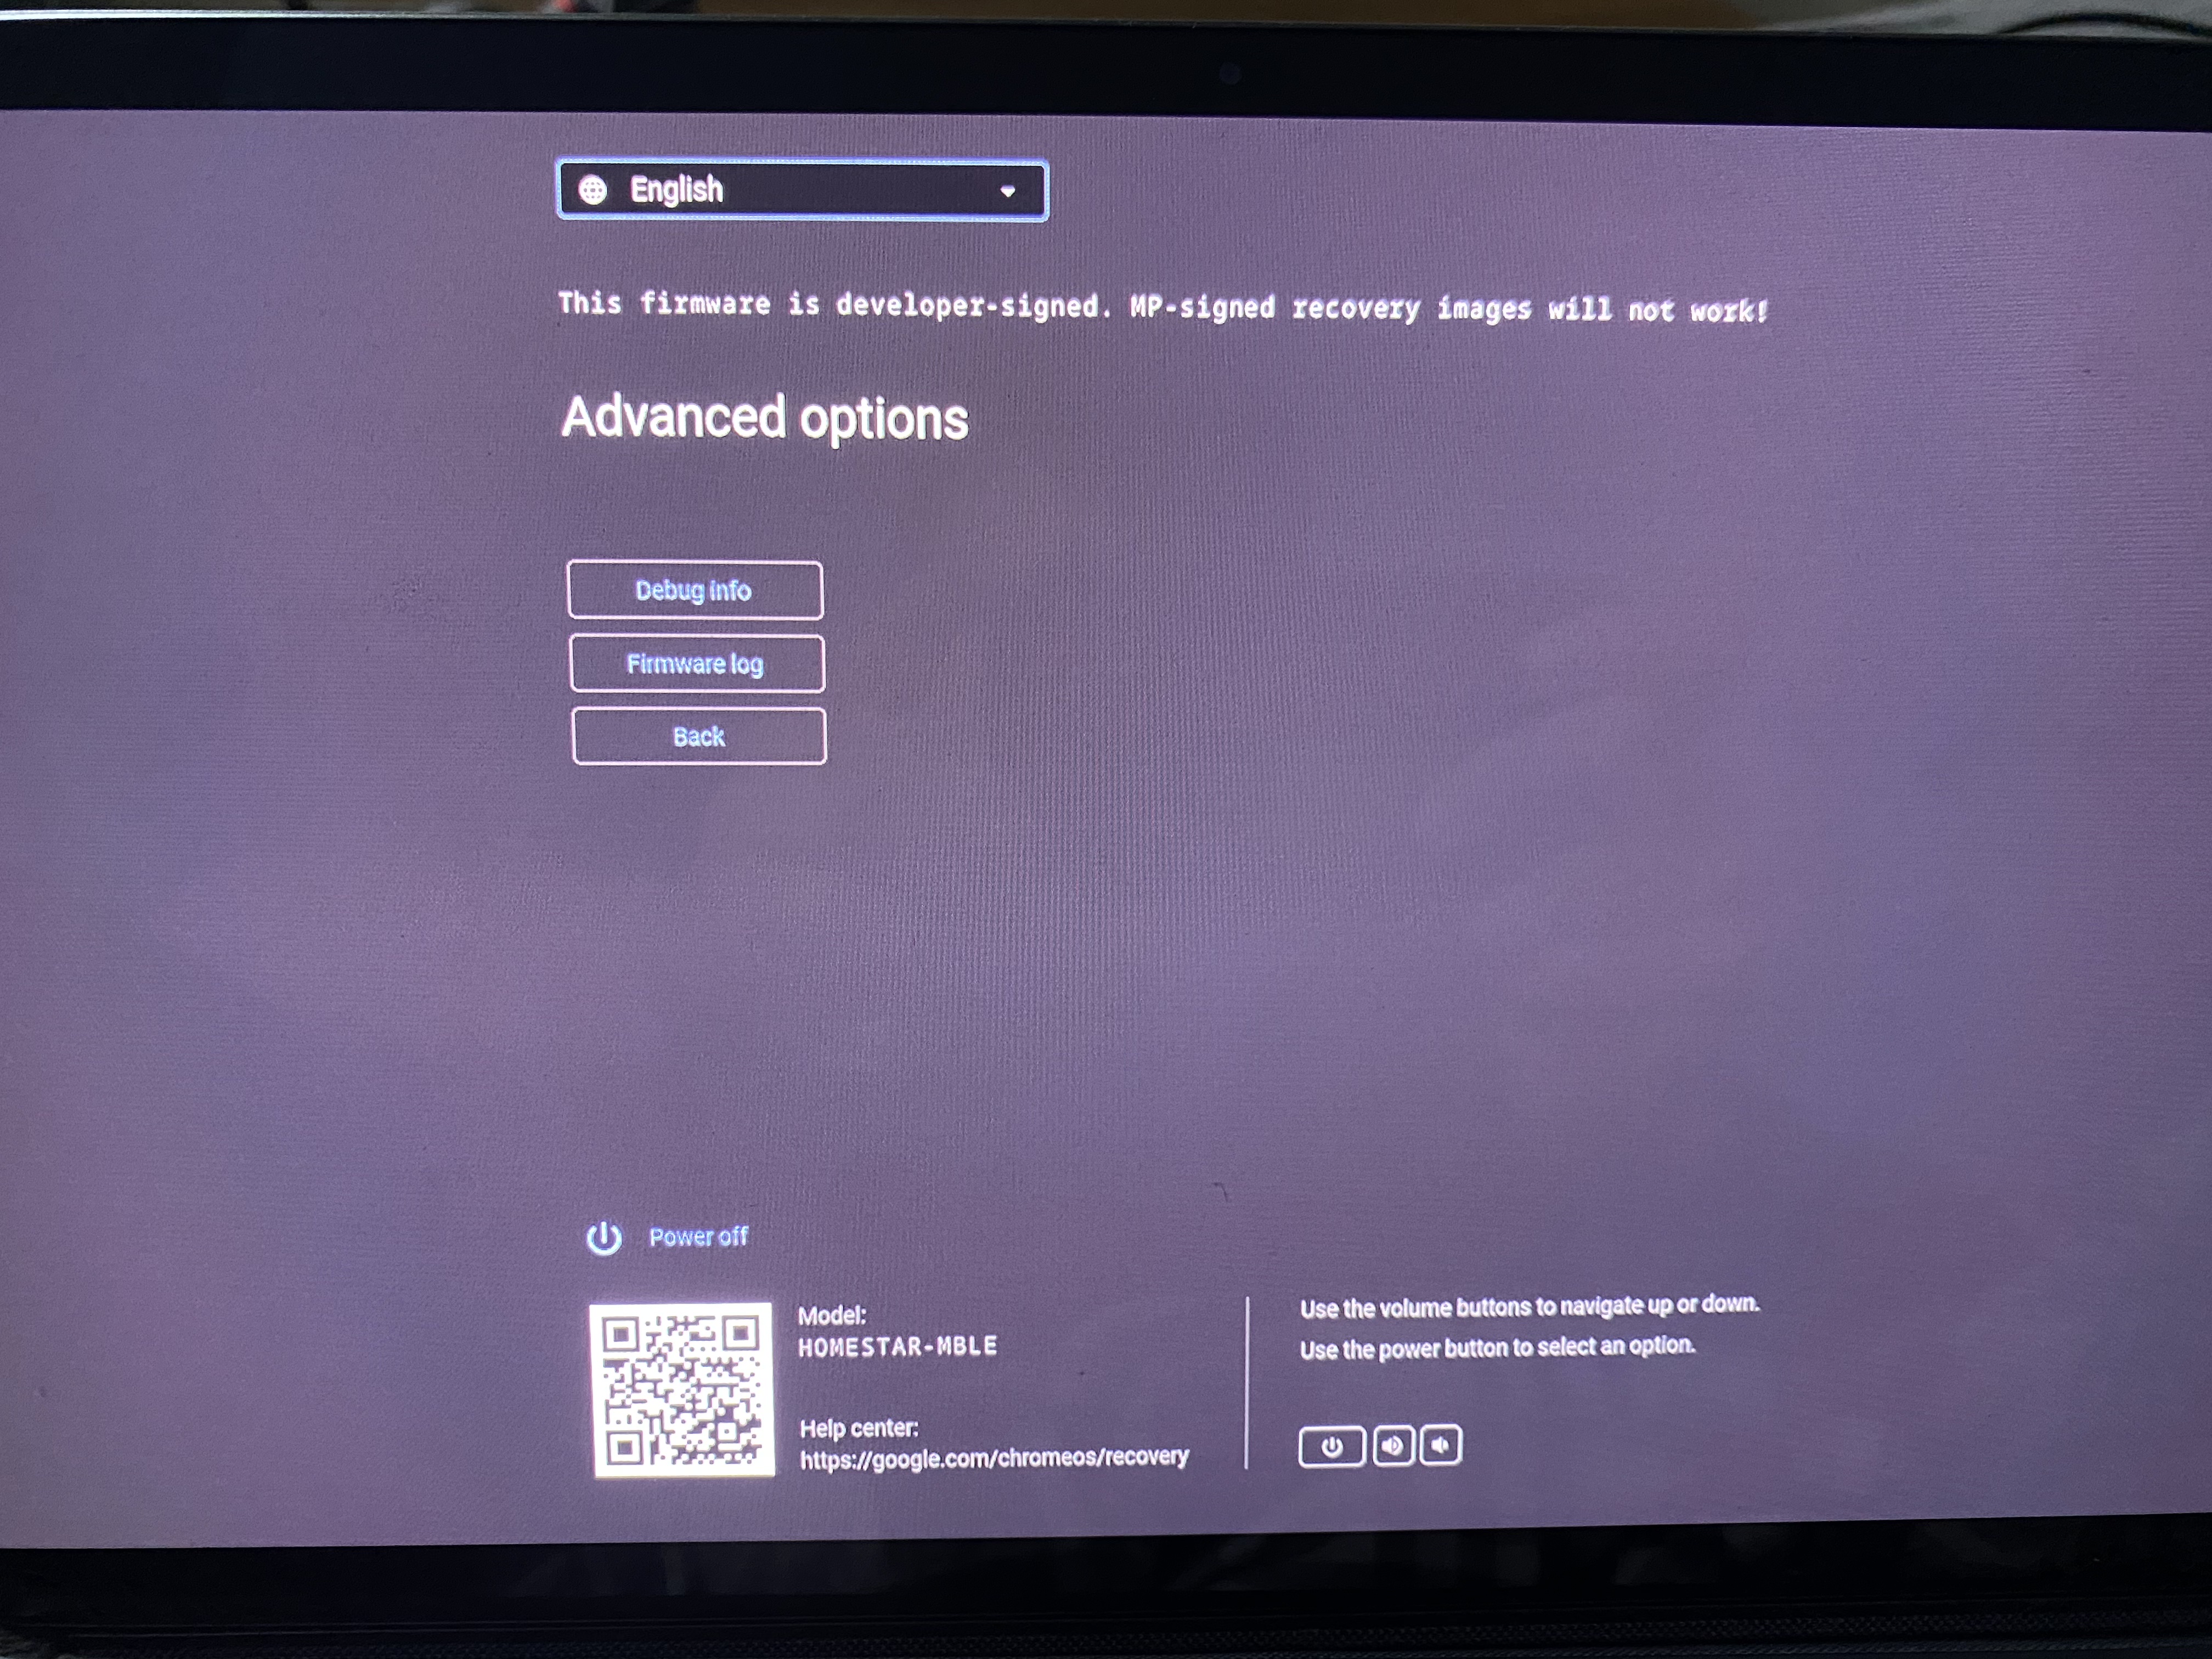 English
This firmware is developer-signed. MP-signed recovery images will not work!
Advanced options
Debug info
Firmware log
Back
Power off
Model:
HOMESTAR-MBLE
Help center:
https://google.com/chromeos/recovery
Use the volume buttons to navigate up or down.
Use the power button to select an option.